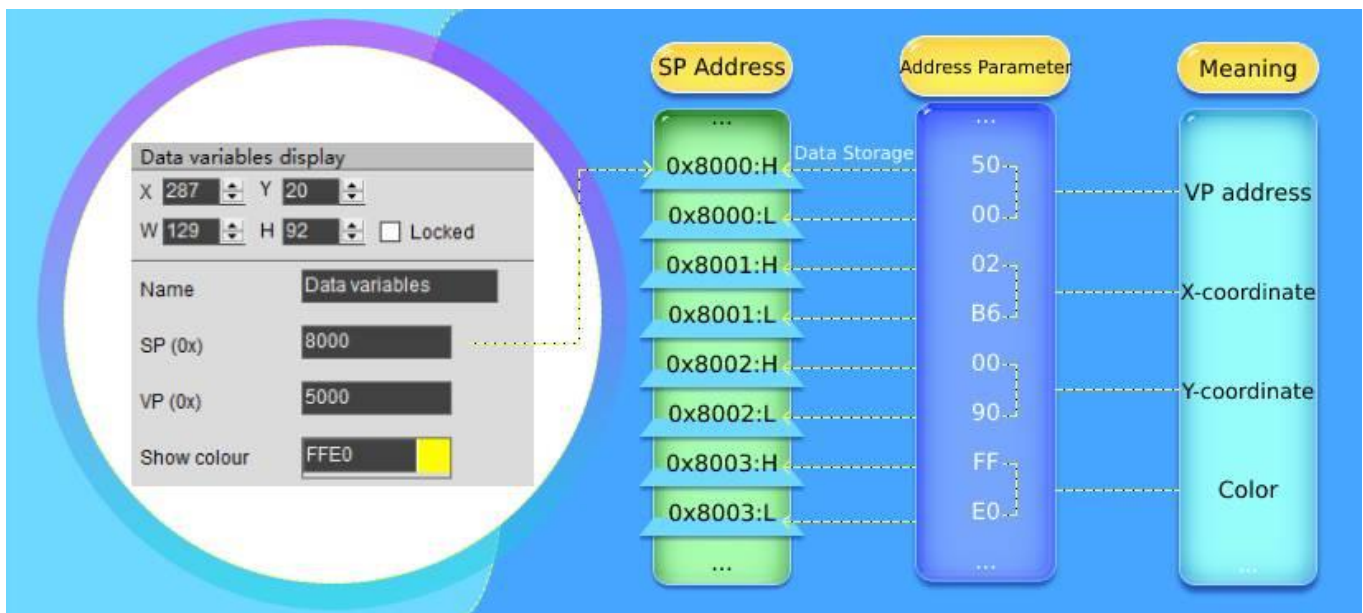 Data variables display
X 287 Y 20
W 129 H 92 Locked
Name Data variables
SP (0x) 8000
VP (0x) 5000
Show colour FFE0
SP Address
...
0x8000:H
0x8000:L
0x8001:H
0x8001:L
0x8002:H
0x8002:L
0x8003:H
0x8003:L
...
Data Storage
Address Parameter
...
50
00
02
B6
00
90
FF
E0
...
Meaning
VP address
X-coordinate
Y-coordinate
Color
...